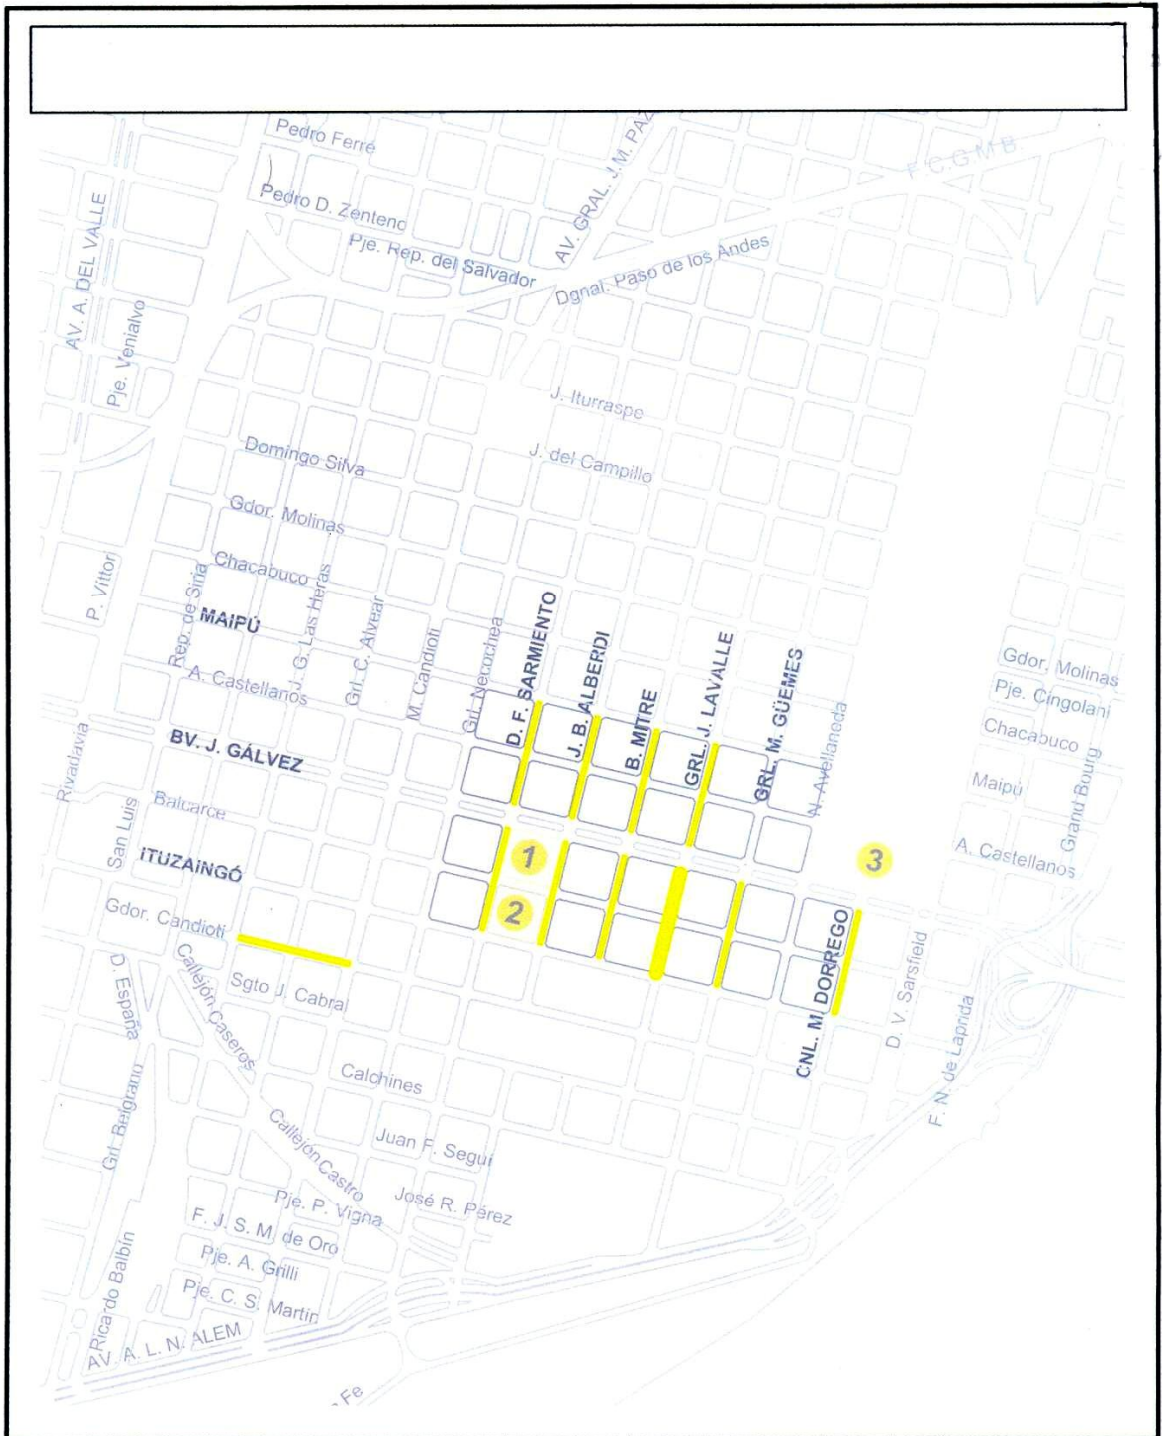 Pedro Ferré
Pedro D. Zenteno
Pje. Rep. del Salvador
AV. GRAL. J.M. PAZ
F.C.G.M.B.
Dgnal. Paso de los Andes
AV. A. DEL VALLE
Pje. Venialvo
J. Iturraspe
J. del Campillo
Domingo Silva
Gdor. Molinas
Chacabuco
P. Vittori
Rep. de Siria
MAIPÚ
J. G. Las Heras
Grl. C. Alvear
M. Candioti
Grl. Necochea
D. F. SARMIENTO
J. B. ALBERDI
B. MITRE
GRL. J. LAVALLE
GRL. M. GÜEMES
N. Avellaneda
Gdor. Molinas
Pje. Cingolani
Chacabuco
Maipú
Grand Bourg
A. Castellanos
A. Castellanos
BV. J. GÁLVEZ
Rivadavia
Balcarce
San Luis
ITUZAINGÓ
Gdor. Candioti
1
2
3
CNL. M. DORREGO
D. V. Sarsfield
F. N. de Laprida
D. España
Callejón Caseros
Sgto J. Cabral
Calchines
Grl. Belgrano
Callejón Castro
Juan F. Seguí
José R. Pérez
Pje. P. Vigna
F. J. S. M. de Oro
Pje. A. Grilli
Pje. C. S. Martín
Ricardo Balbín
AV. A. L. N. ALEM
Fe